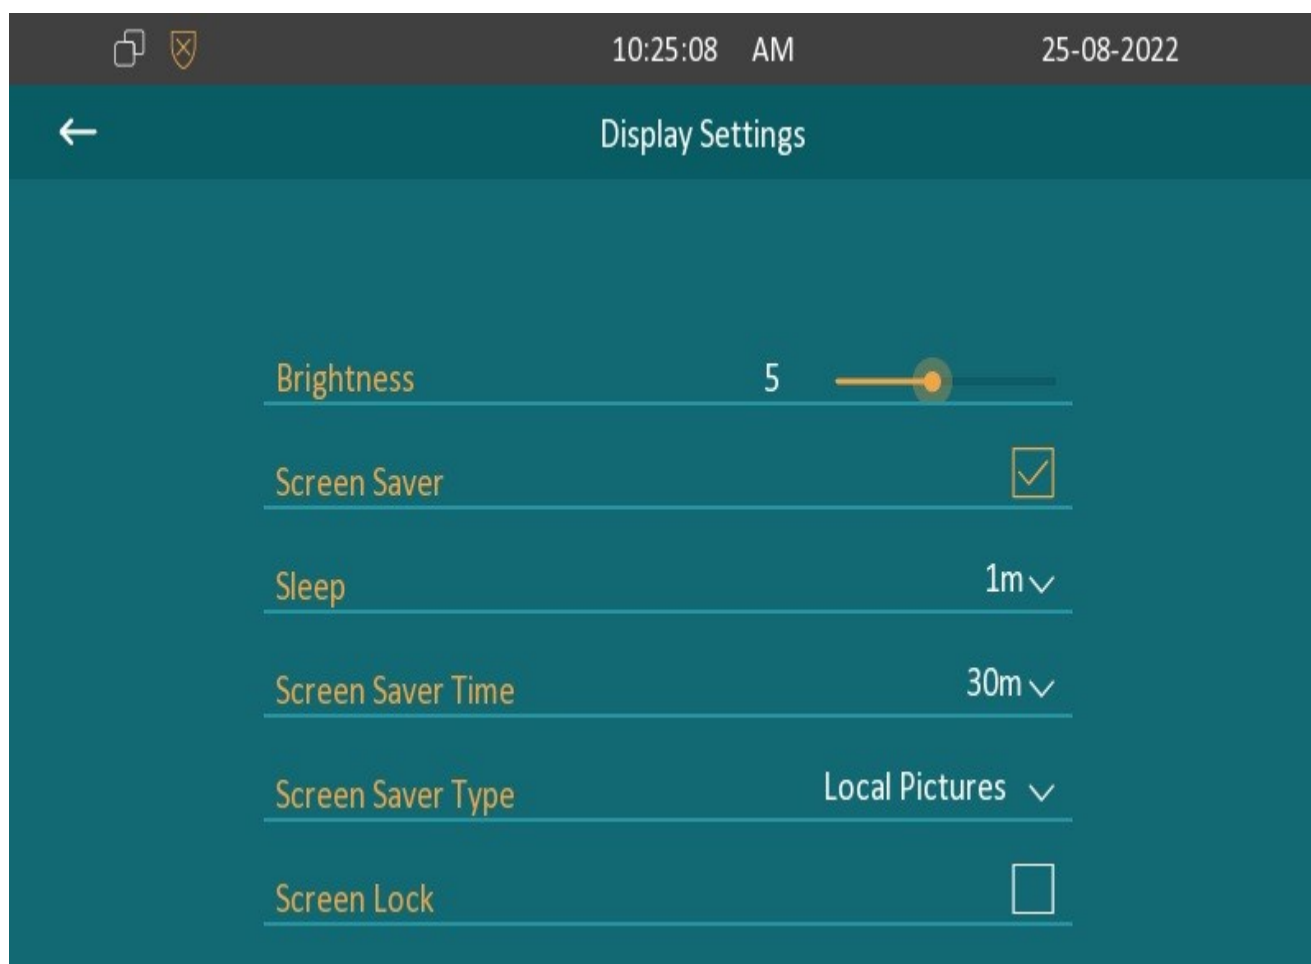 10:25:08 AM 25-08-2022
Display Settings
Brightness 5
Screen Saver
Sleep 1m
Screen Saver Time 30m
Screen Saver Type Local Pictures
Screen Lock